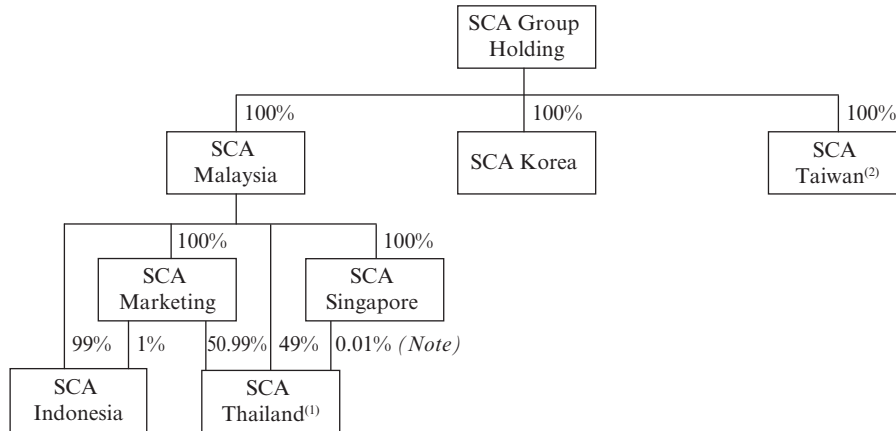 SCA Group
Holding
100%
100%
100%
SCA
Malaysia
SCA Korea
SCA
Taiwan(2)
100%
100%
SCA
Marketing
SCA
Singapore
99%
1%
50.99%
49%
0.01% (Note)
SCA
Indonesia
SCA
Thailand(1)